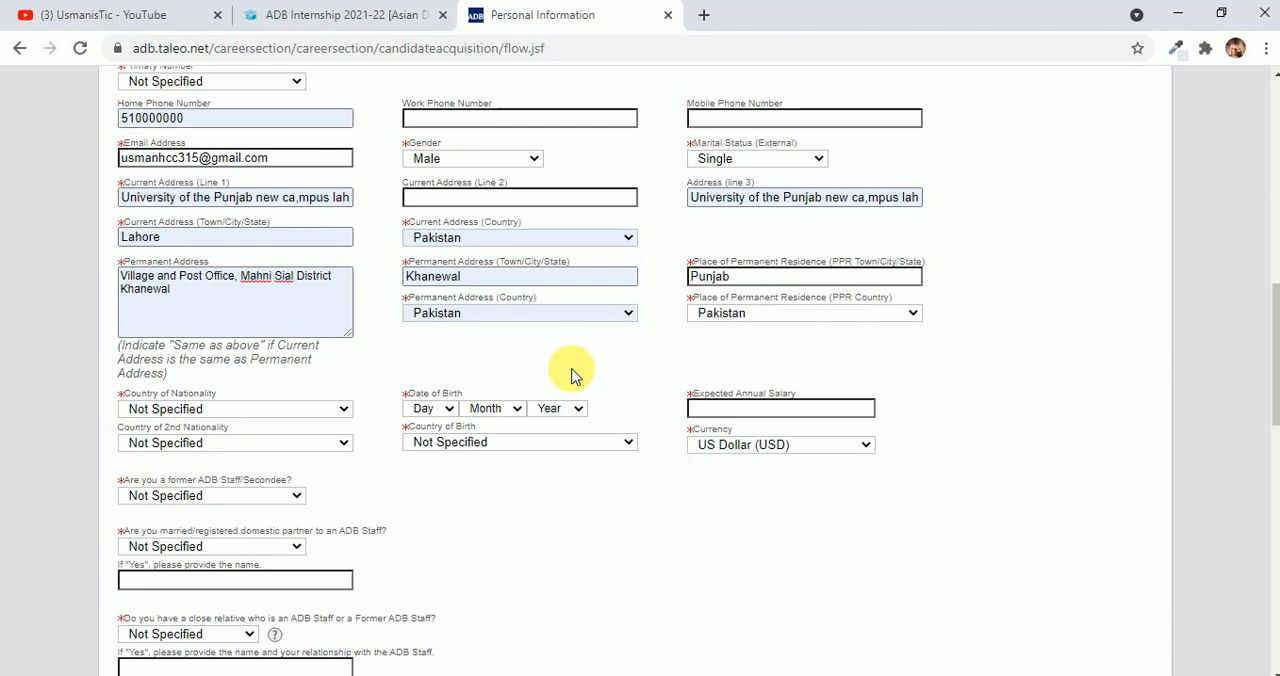 (3) UsmanisTic - YouTube
ADB Internship 2021-22 [Asian D
ADB Personal Information
adb.taleo.net/careersection/careersection/candidateacquisition/flow.jsf
*Primary Number
Not Specified
Home Phone Number Work Phone Number Mobile Phone Number
510000000
*Email Address *Gender *Marital Status (External)
usmanhcc315@gmail.com Male Single
*Current Address (Line 1) Current Address (Line 2) Address (line 3)
University of the Punjab new ca,mpus lah University of the Punjab new ca,mpus lah
*Current Address (Town/City/State) *Current Address (Country)
Lahore Pakistan
*Permanent Address *Permanent Address (Town/City/State) *Place of Permanent Residence (PPR Town/City/State)
Village and Post Office, Mahni Sial District Khanewal Punjab
Khanewal
*Permanent Address (Country) *Place of Permanent Residence (PPR Country)
Pakistan Pakistan
(Indicate "Same as above" if Current
Address is the same as Permanent
Address)
*Country of Nationality *Date of Birth *Expected Annual Salary
Not Specified Day Month Year
Country of 2nd Nationality *Country of Birth *Currency
Not Specified Not Specified US Dollar (USD)
*Are you a former ADB Staff/Secondee?
Not Specified
*Are you married/registered domestic partner to an ADB Staff?
Not Specified
If "Yes", please provide the name.
*Do you have a close relative who is an ADB Staff or a Former ADB Staff?
Not Specified ?
If "Yes", please provide the name and your relationship with the ADB Staff.